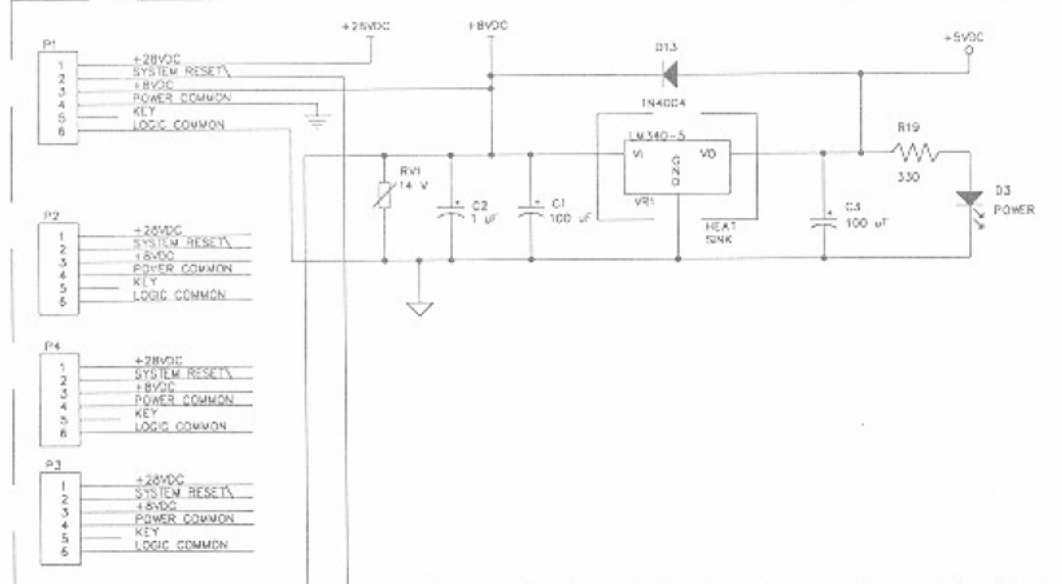 +28VDC
+8VDC
+5VDC
P1
1 +28VDC
2 SYSTEM RESET\
3 +8VDC
4 POWER COMMON
5 KEY
6 LOGIC COMMON
D13
1N4004
LM340-5
Vi
GND
VO
VR1
HEAT
SINK
RV1
14 V
C2
1 uF
C1
100 uF
C3
100 uF
R19
330
D3
POWER
P2
1 +28VDC
2 SYSTEM RESET\
3 +8VDC
4 POWER COMMON
5 KEY
6 LOGIC COMMON
P4
1 +28VDC
2 SYSTEM RESET\
3 +8VDC
4 POWER COMMON
5 KEY
6 LOGIC COMMON
P3
1 +28VDC
2 SYSTEM RESET\
3 +8VDC
4 POWER COMMON
5 KEY
6 LOGIC COMMON